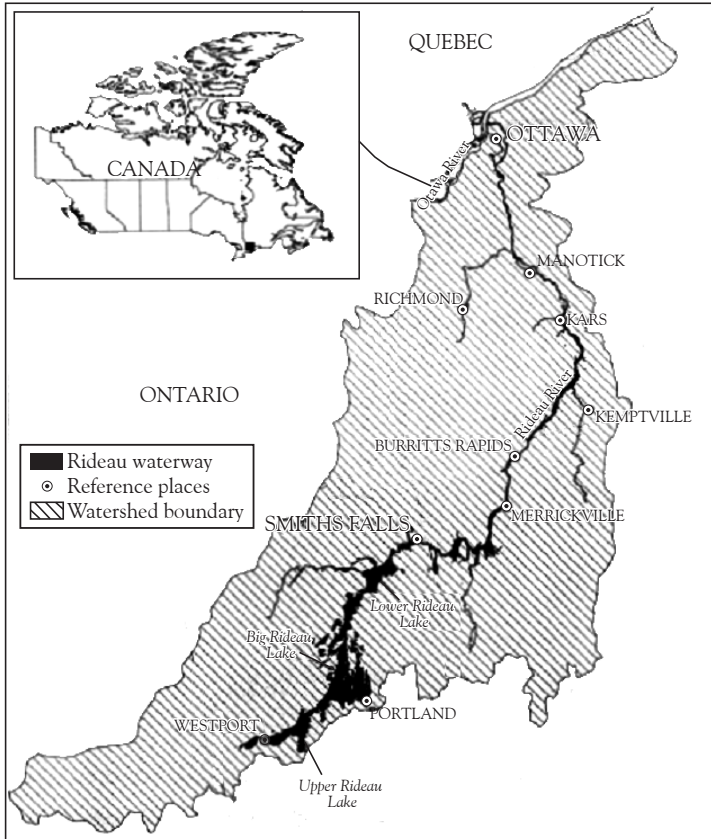 QUEBEC
CANADA
OTTAWA
Ottawa River
MANOTICK
RICHMOND
KARS
ONTARIO
Rideau River
KEMPTVILLE
BURRITTS RAPIDS
Rideau waterway
Reference places
Watershed boundary
MERRICKVILLE
SMITHS FALLS
Lower Rideau
Lake
Big Rideau
Lake
PORTLAND
WESTPORT
Upper Rideau
Lake